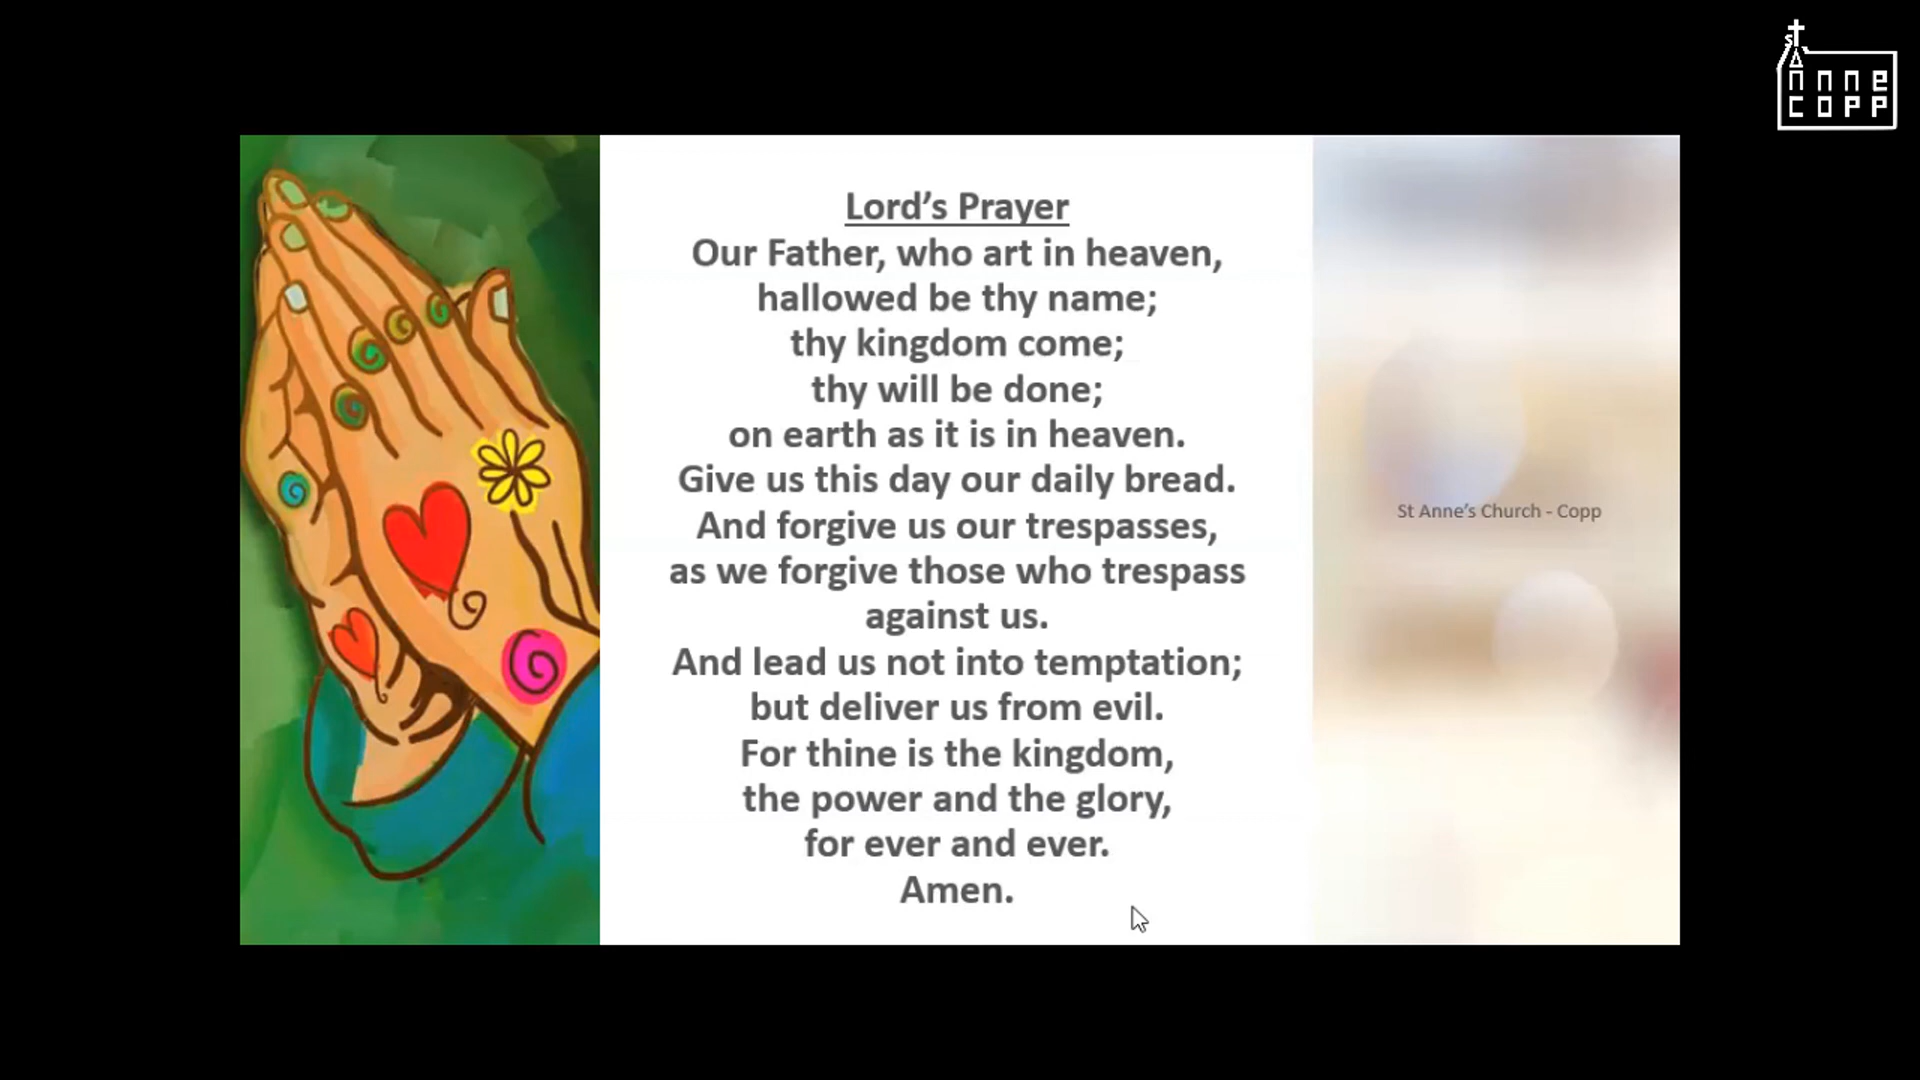 St
Anne
COPP
Lord’s Prayer
Our Father, who art in heaven,
hallowed be thy name;
thy kingdom come;
thy will be done;
on earth as it is in heaven.
Give us this day our daily bread.
And forgive us our trespasses,
as we forgive those who trespass
against us.
And lead us not into temptation;
but deliver us from evil.
For thine is the kingdom,
the power and the glory,
for ever and ever.
Amen.
St Anne’s Church - Copp